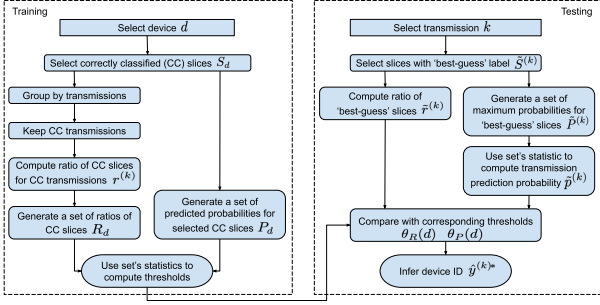 Training
Select device d
Select correctly classified (CC) slices S_d
Group by transmissions
Keep CC transmissions
Compute ratio of CC slices
for CC transmissions r^(k)
Generate a set of ratios of
CC slices R_d
Generate a set of
predicted probabilities for
selected CC slices P_d
Use set's statistics to
compute thresholds
Testing
Select transmission k
Select slices with 'best-guess' label S̃^(k)
Compute ratio of
'best-guess' slices r̃^(k)
Generate a set of
maximum probabilities for
'best-guess' slices P̃^(k)
Use set's statistic to
compute transmission
prediction probability p̃^(k)
Compare with corresponding thresholds
θ_R(d) θ_P(d)
Infer device ID ŷ^(k)*